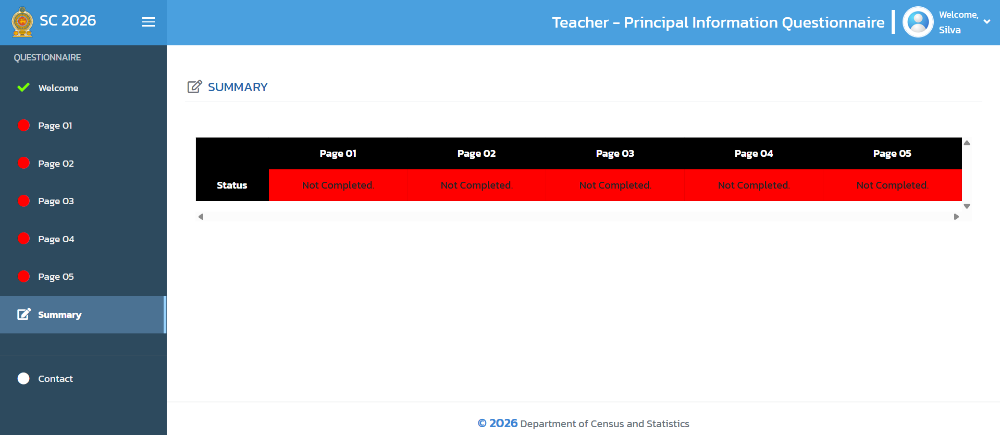 SC 2026
Teacher - Principal Information Questionnaire
Welcome,
Silva
QUESTIONNAIRE
Welcome
Page 01
Page 02
Page 03
Page 04
Page 05
Summary
Contact
SUMMARY
Page 01 Page 02 Page 03 Page 04 Page 05
Status Not Completed. Not Completed. Not Completed. Not Completed. Not Completed.
© 2026 Department of Census and Statistics